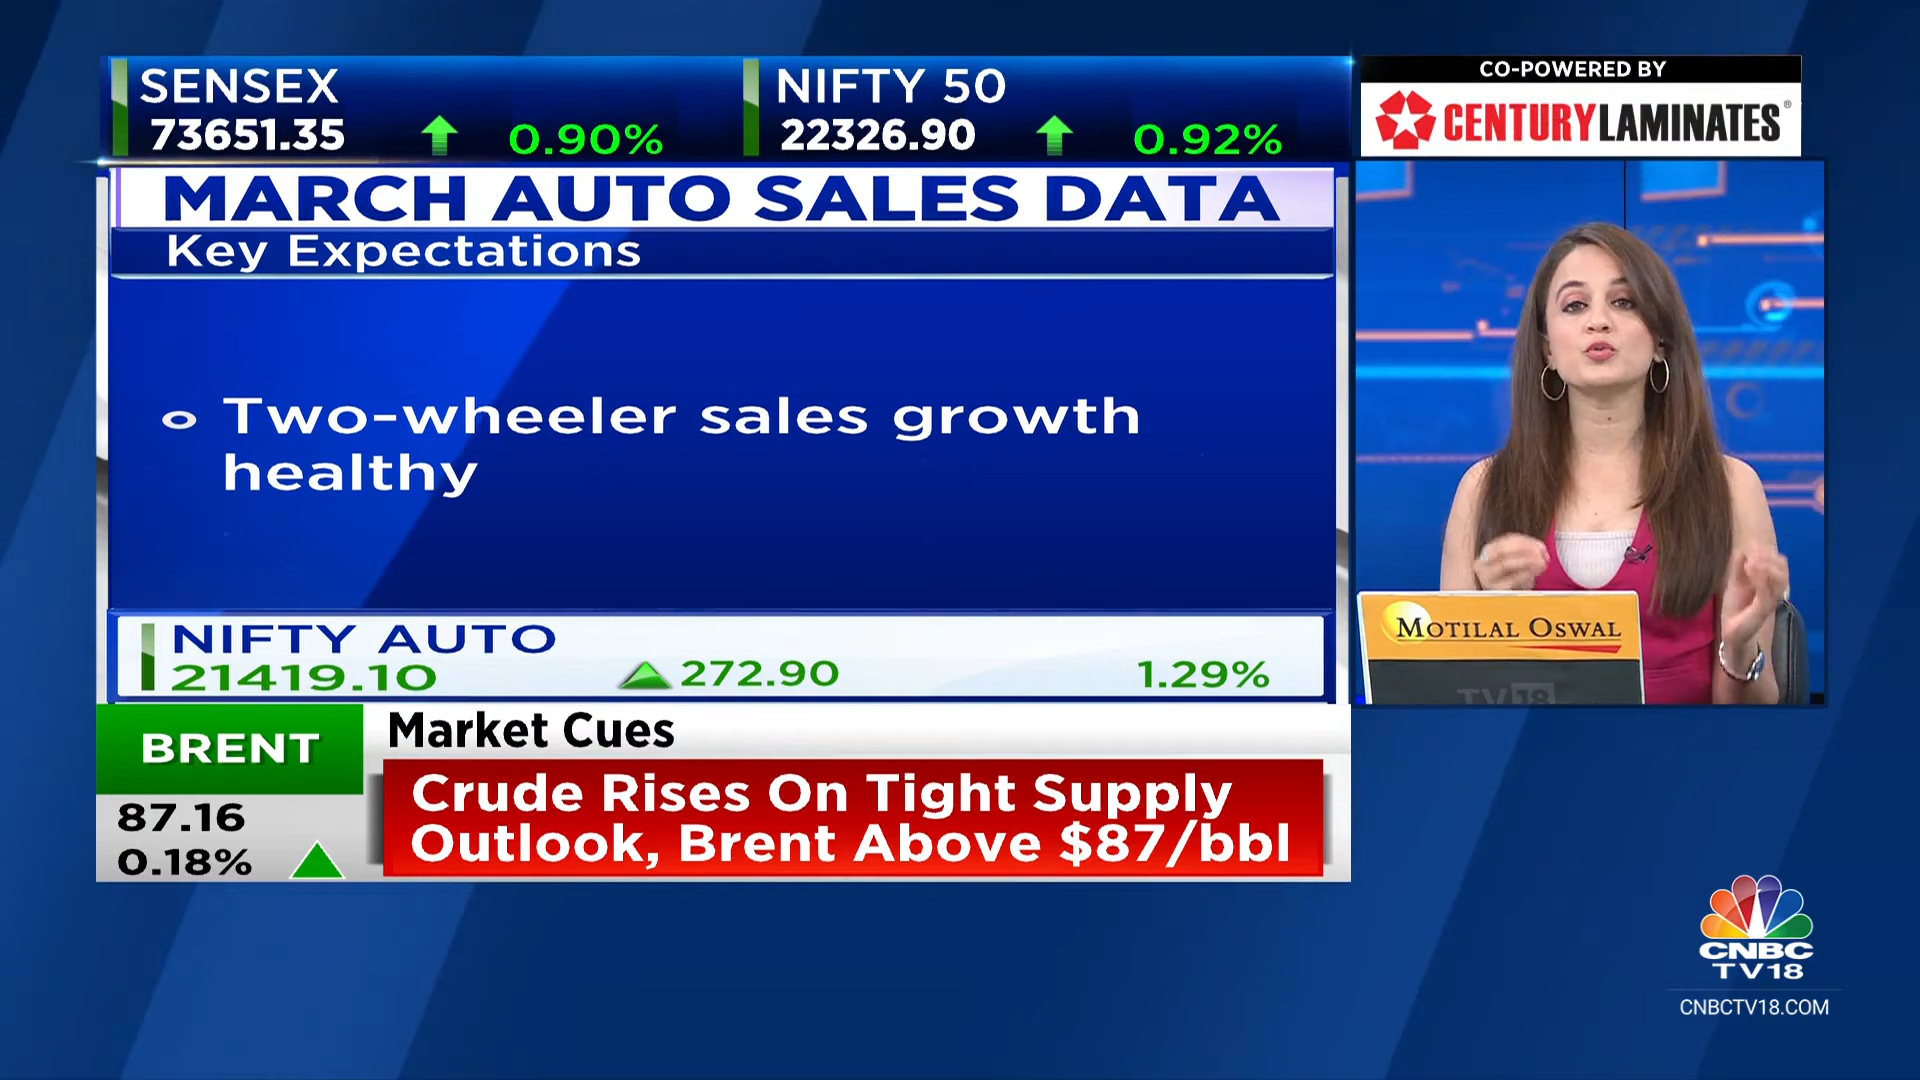 SENSEX
73651.35 0.90%
NIFTY 50
22326.90 0.92%
CO-POWERED BY
CENTURYLAMINATES®
MARCH AUTO SALES DATA
Key Expectations
Two-wheeler sales growth
healthy
NIFTY AUTO
21419.10 272.90 1.29%
MOTILAL OSWAL
TV18
BRENT
87.16
0.18%
Market Cues
Crude Rises On Tight Supply
Outlook, Brent Above $87/bbl
CNBC
TV18
CNBCTV18.COM